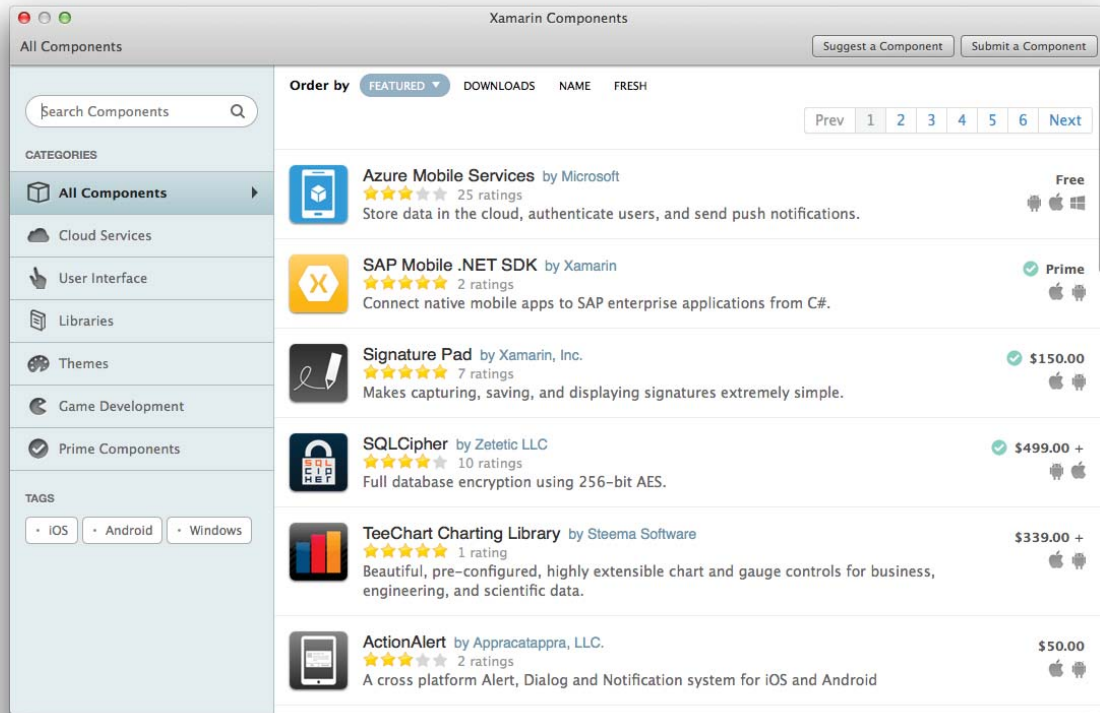 Xamarin Components
All Components
Suggest a Component
Submit a Component
Search Components
CATEGORIES
All Components
Cloud Services
User Interface
Libraries
Themes
Game Development
Prime Components
TAGS
iOS
Android
Windows
Order by FEATURED ▼ DOWNLOADS NAME FRESH
Prev 1 2 3 4 5 6 Next
Azure Mobile Services by Microsoft
Free
25 ratings
Store data in the cloud, authenticate users, and send push notifications.
SAP Mobile .NET SDK by Xamarin
Prime
2 ratings
Connect native mobile apps to SAP enterprise applications from C#.
Signature Pad by Xamarin, Inc.
$150.00
7 ratings
Makes capturing, saving, and displaying signatures extremely simple.
SQL
CIP
HER
SQLCipher by Zetetic LLC
$499.00 +
10 ratings
Full database encryption using 256-bit AES.
TeeChart Charting Library by Steema Software
$339.00 +
1 rating
Beautiful, pre-configured, highly extensible chart and gauge controls for business,
engineering, and scientific data.
ActionAlert by Appracatappra, LLC.
$50.00
2 ratings
A cross platform Alert, Dialog and Notification system for iOS and Android